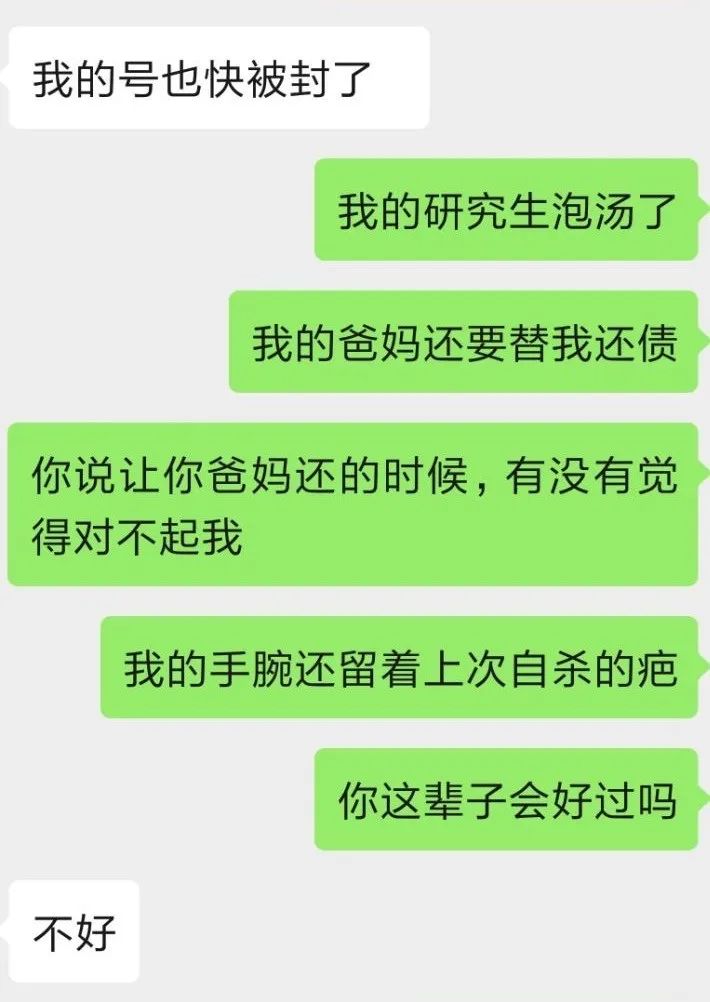 我的号也快被封了
我的研究生泡汤了
我的爸妈还要替我还债
你说让你爸妈还的时候，有没有觉
得对不起我
我的手腕还留着上次自杀的疤
你这辈子会好过吗
不好